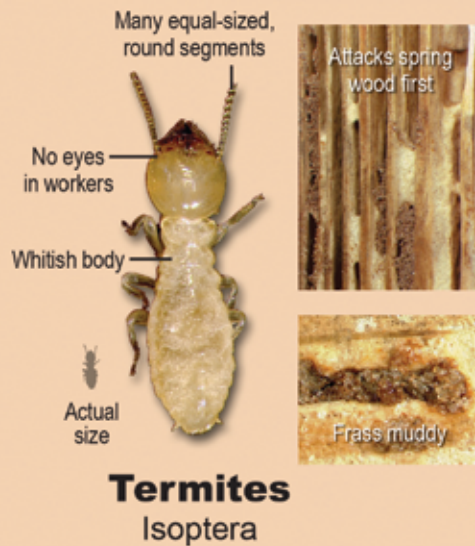 Many equal-sized,
round segments
Attacks spring
wood first
No eyes
in workers
Whitish body
Actual
size
Frass muddy
Termites
Isoptera